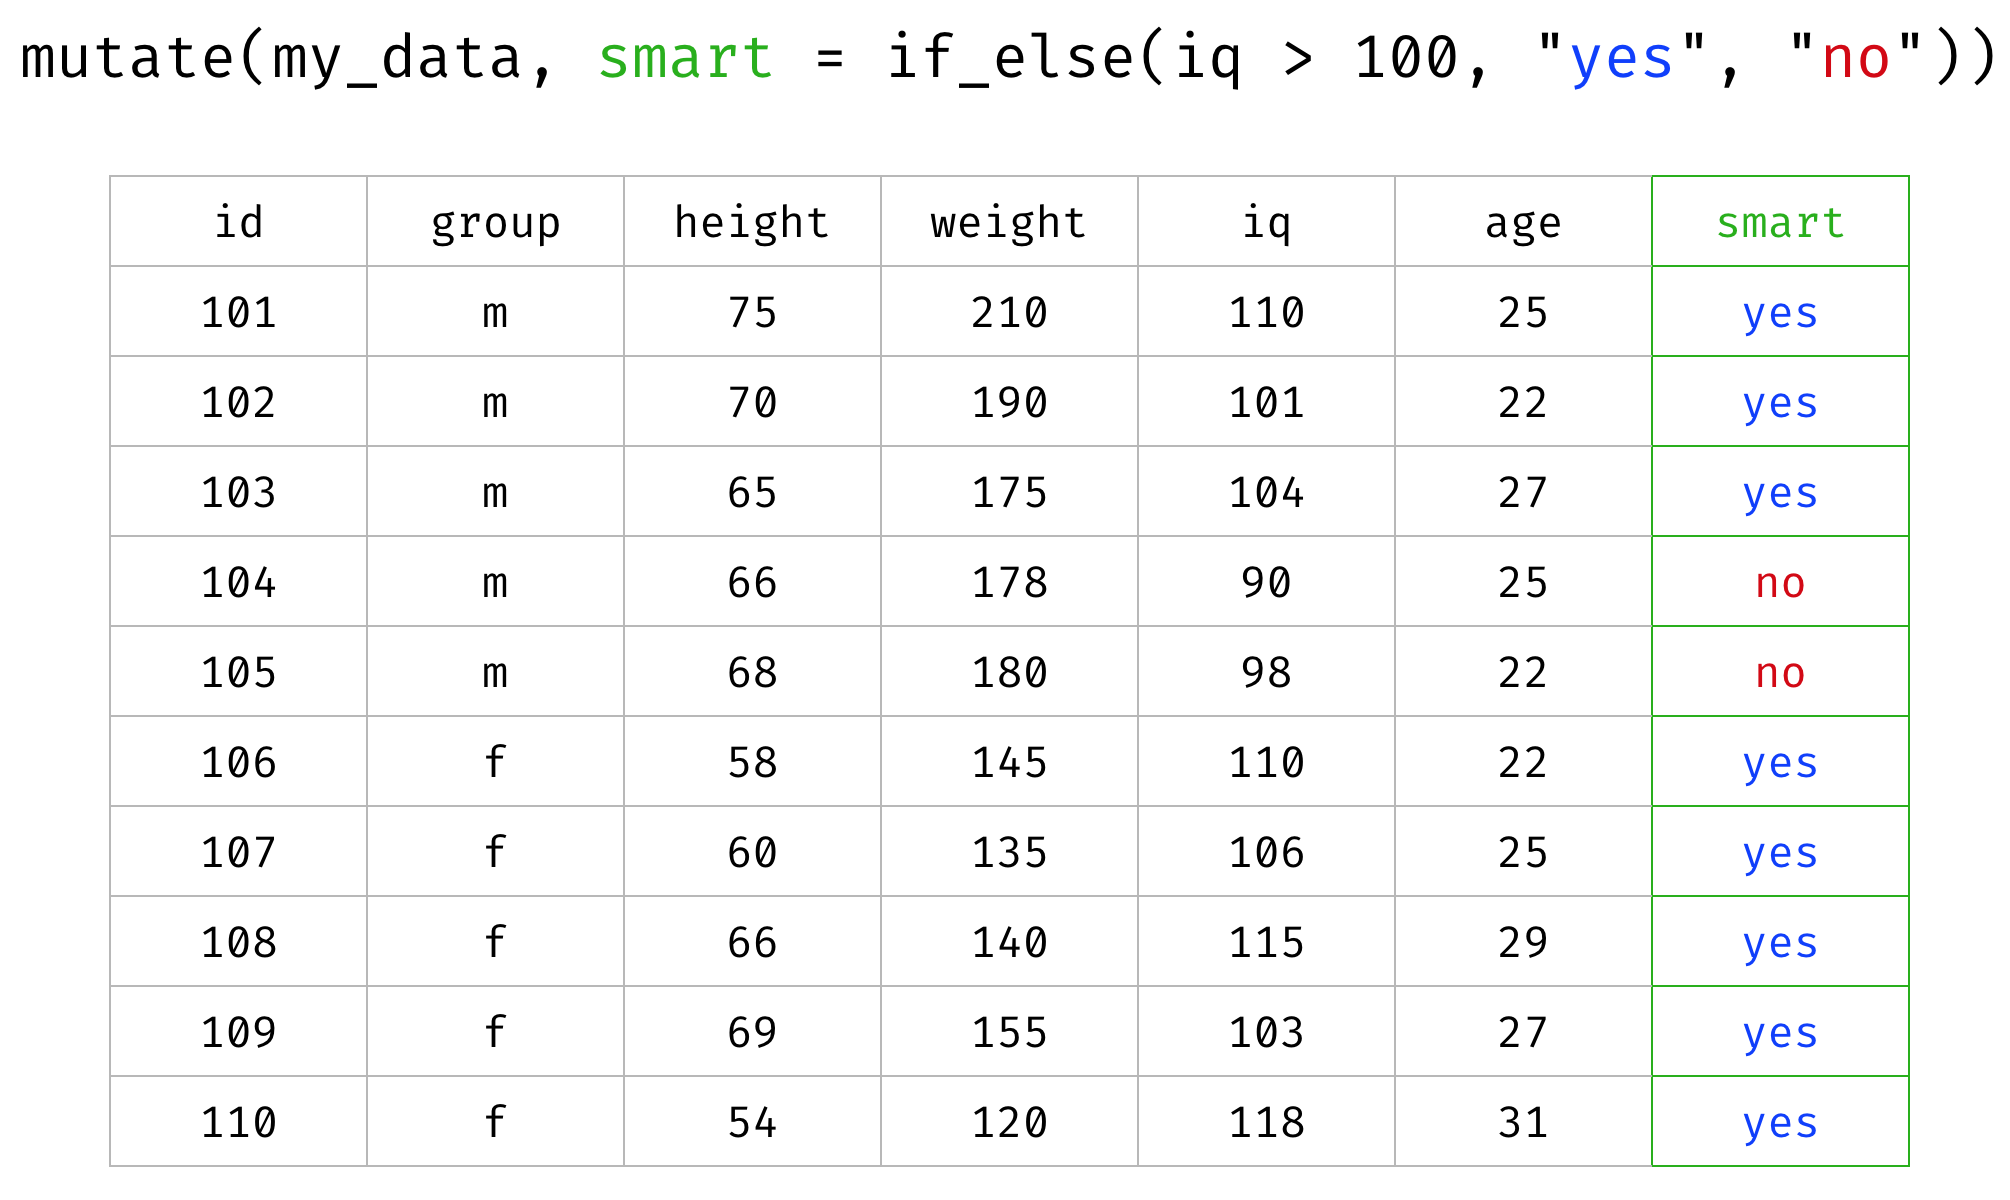 mutate(my_data, smart = if_else(iq > 100, "yes", "no"))
id group height weight iq age smart
101 m 75 210 110 25 yes
102 m 70 190 101 22 yes
103 m 65 175 104 27 yes
104 m 66 178 90 25 no
105 m 68 180 98 22 no
106 f 58 145 110 22 yes
107 f 60 135 106 25 yes
108 f 66 140 115 29 yes
109 f 69 155 103 27 yes
110 f 54 120 118 31 yes